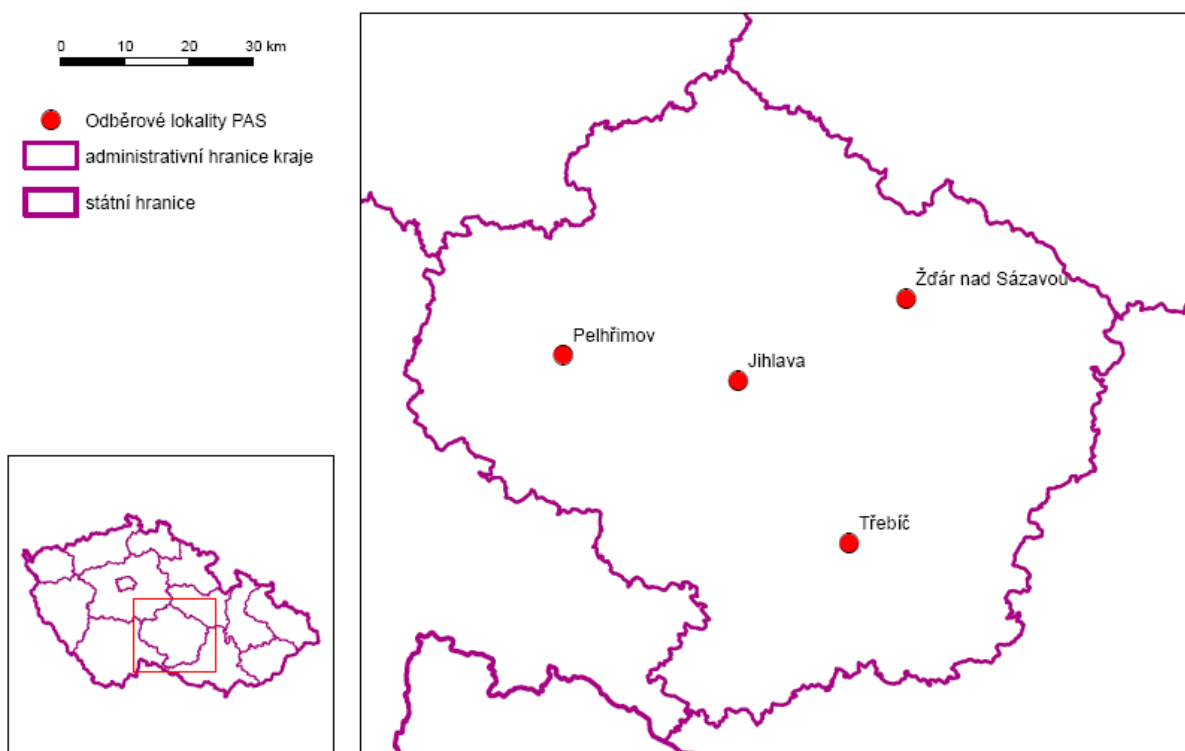 0 10 20 30 km
Odběrové lokality PAS
administrativní hranice kraje
státní hranice
Žďár nad Sázavou
Pelhřimov
Jihlava
Třebíč